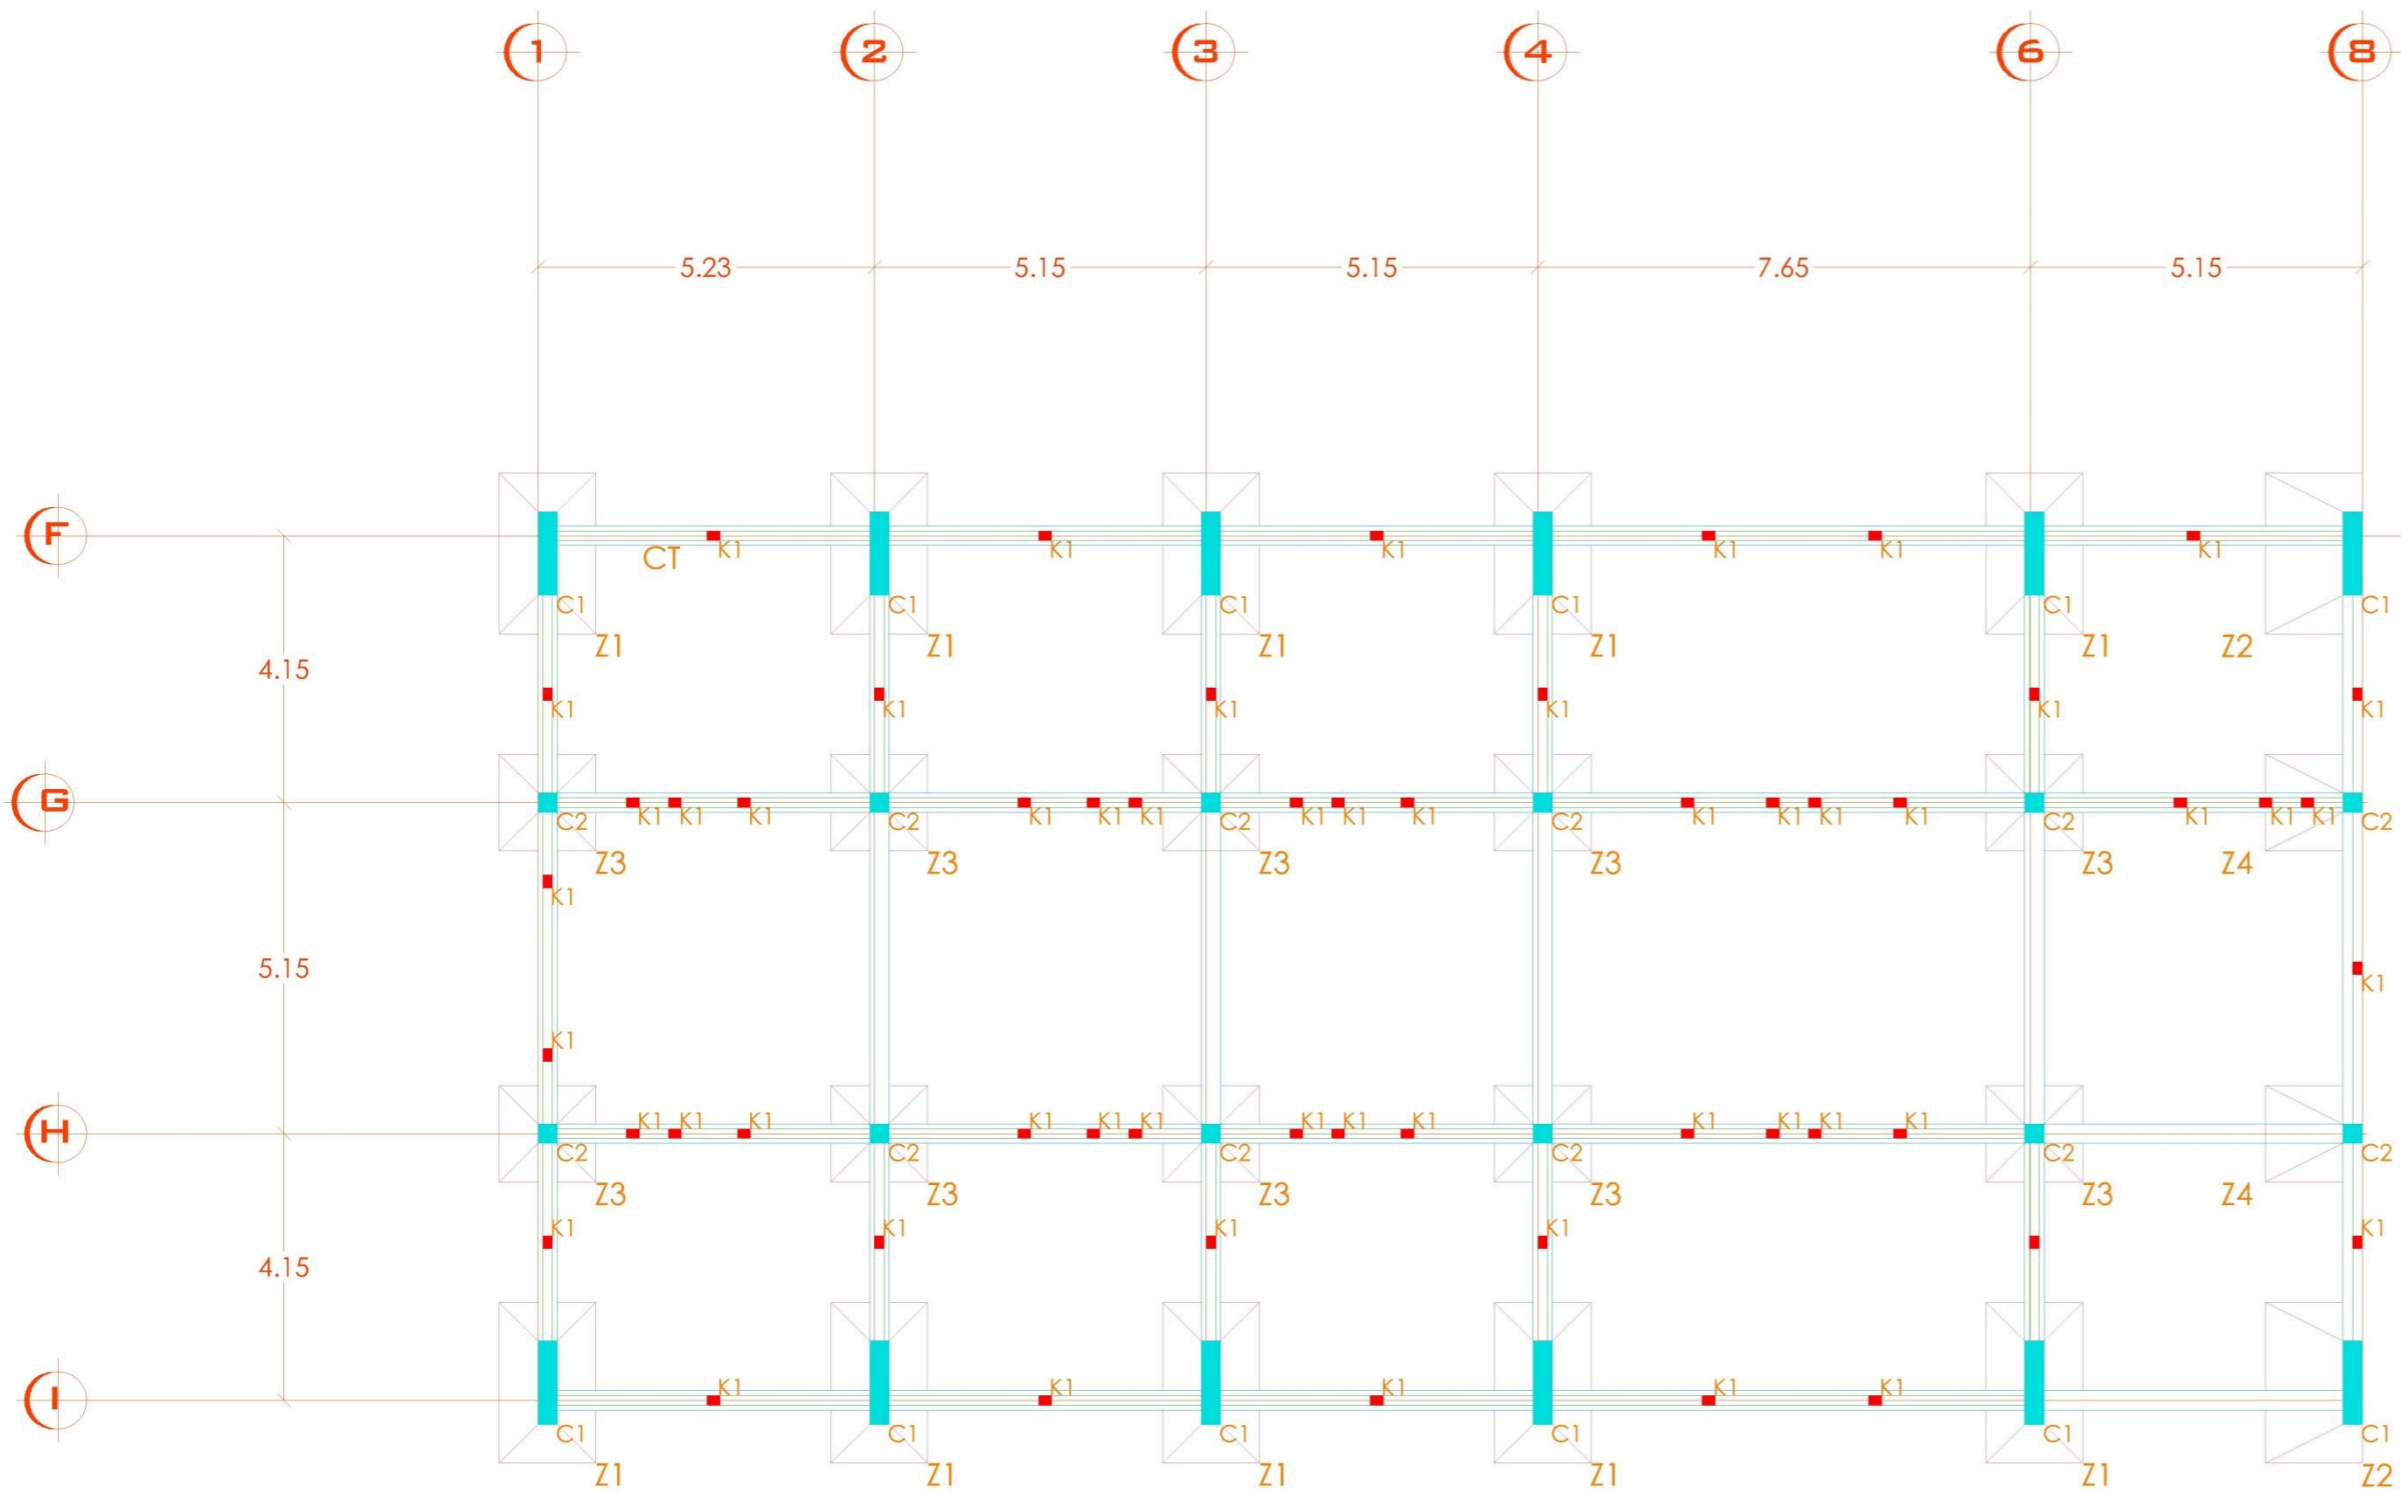 1 2 3 4 6 8
5.23 5.15 5.15 7.65 5.15
F
CT K1 K1 K1 K1 K1 K1
C1 C1 C1 C1 C1 C1
Z1 Z1 Z1 Z1 Z1 Z2
4.15
K1 K1 K1 K1 K1 K1
G
K1 K1 K1 K1 K1 K1 K1 K1 K1 K1 K1 K1 K1 K1 K1 K1
C2 C2 C2 C2 C2 C2
Z3 Z3 Z3 Z3 Z3 Z4
K1
5.15
K1
K1
K1 K1 K1 K1 K1 K1 K1 K1 K1 K1 K1 K1 K1
H
C2 C2 C2 C2 C2 C2
Z3 Z3 Z3 Z3 Z3 Z4
K1 K1 K1 K1 K1
4.15
K1 K1 K1 K1 K1
I
C1 C1 C1 C1 C1 C1
Z1 Z1 Z1 Z1 Z1 Z2